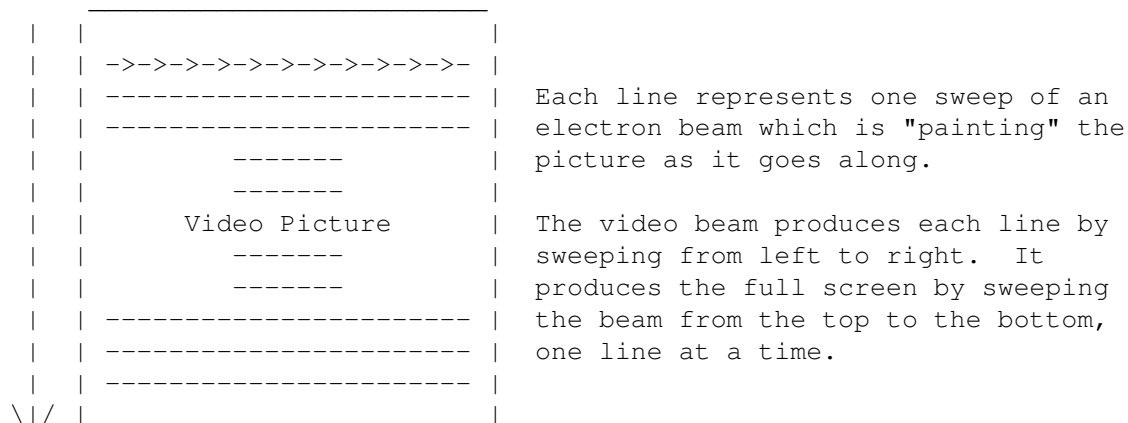 ->->->->->->->->->->->-
Each line represents one sweep of an
electron beam which is "painting" the
picture as it goes along.
Video Picture
The video beam produces each line by
sweeping from left to right.  It
produces the full screen by sweeping
the beam from the top to the bottom,
one line at a time.